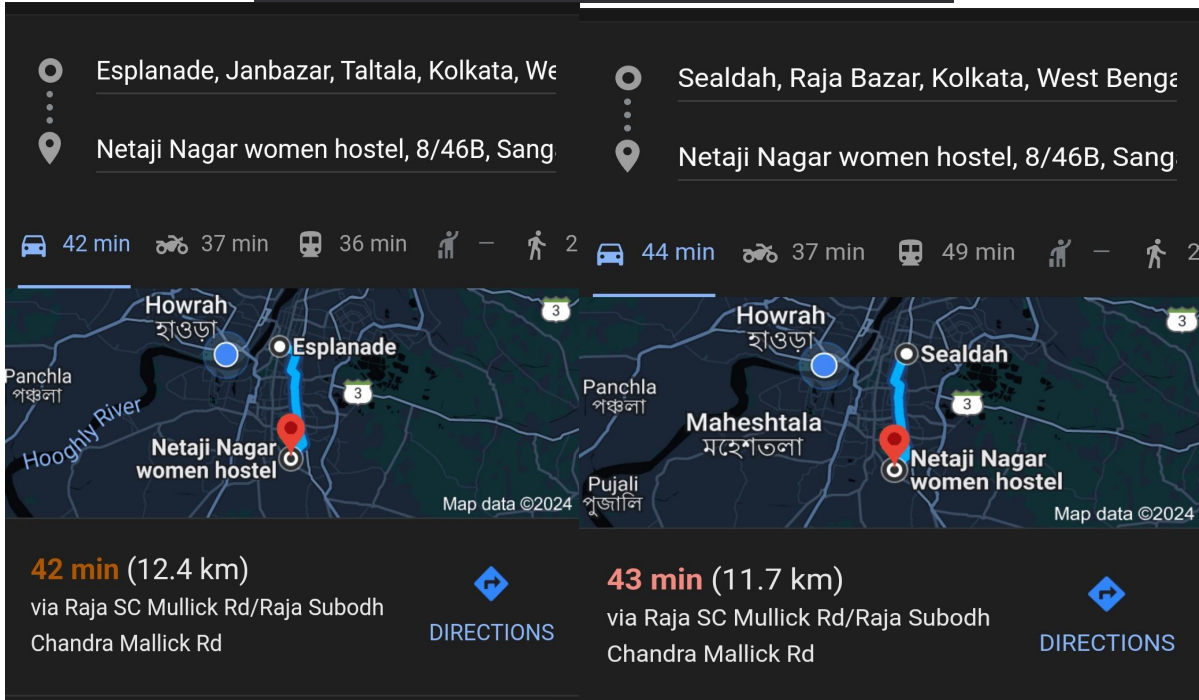 Esplanade, Janbazar, Taltala, Kolkata, We
Netaji Nagar women hostel, 8/46B, Sang
42 min 37 min 36 min — 2
Howrah
হাওড়া
3
Esplanade
Panchla
পঞ্চলা
3
Hooghly River
Netaji Nagar
women hostel
Map data ©2024
42 min (12.4 km)
via Raja SC Mullick Rd/Raja Subodh
Chandra Mallick Rd
DIRECTIONS
Sealdah, Raja Bazar, Kolkata, West Benga
Netaji Nagar women hostel, 8/46B, Sang
44 min 37 min 49 min — 2
Howrah
হাওড়া
3
Sealdah
Panchla
পঞ্চলা
3
Maheshtala
মহেশতলা
Netaji Nagar
women hostel
Pujali
পুজালি
Map data ©2024
43 min (11.7 km)
via Raja SC Mullick Rd/Raja Subodh
Chandra Mallick Rd
DIRECTIONS